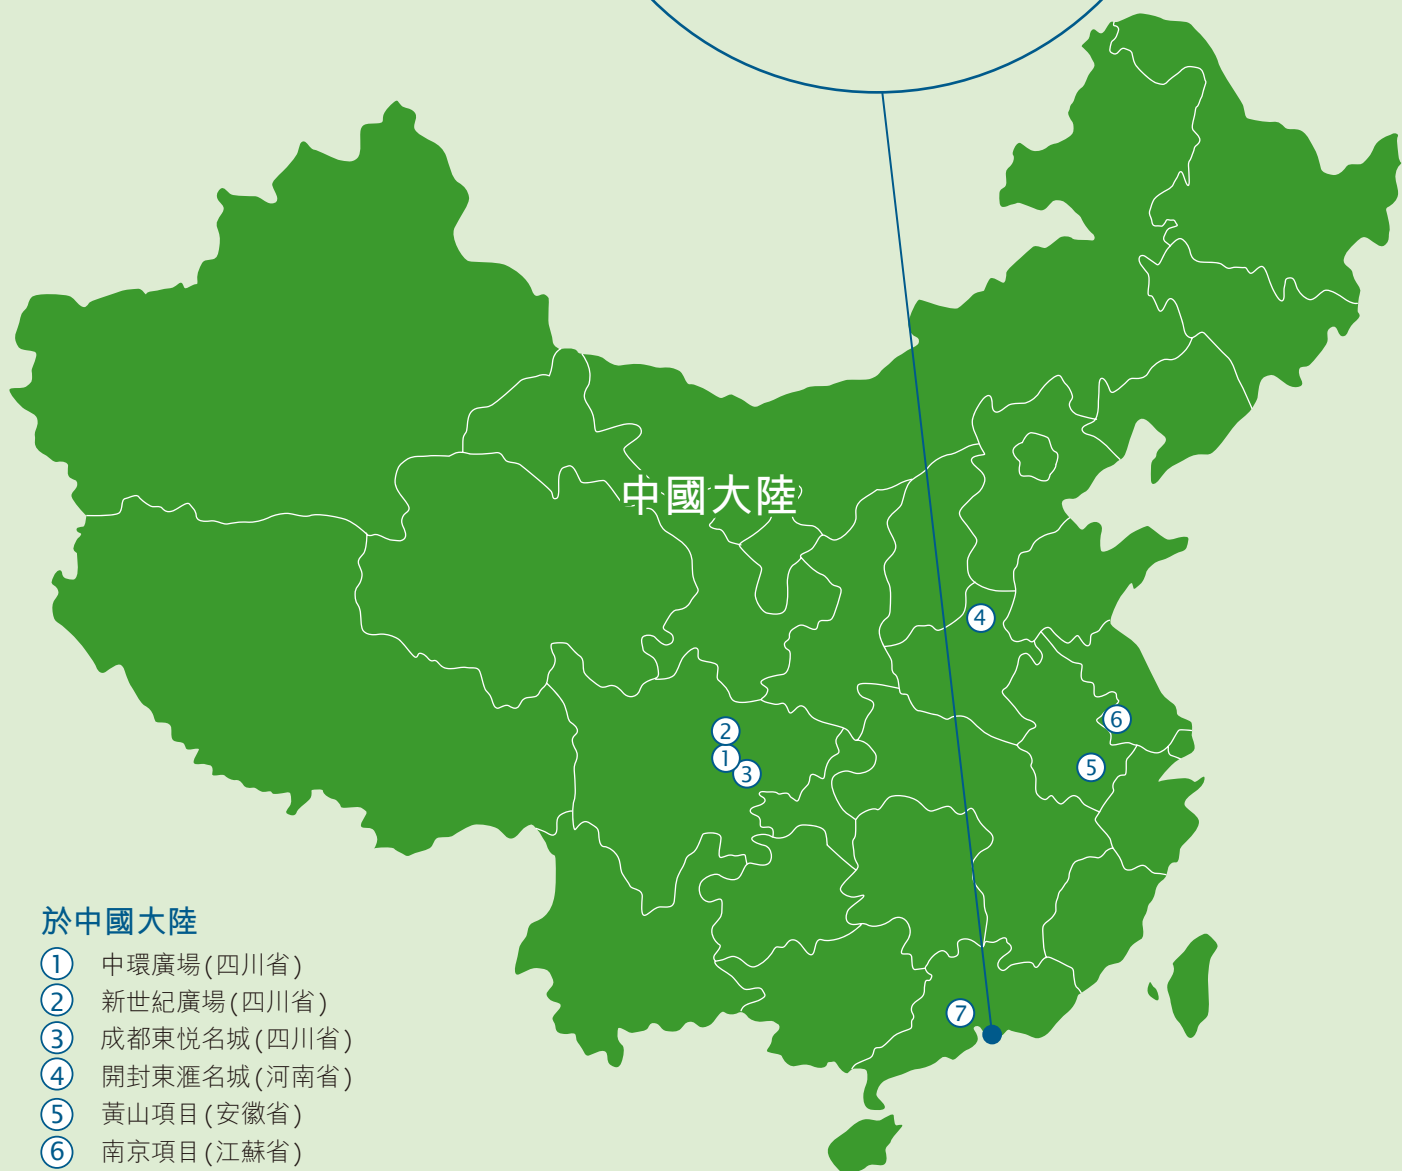 中國大陸
4
6
2
1
3
5
7
於中國大陸
1 中環廣場(四川省)
2 新世紀廣場(四川省)
3 成都東悦名城(四川省)
4 開封東滙名城(河南省)
5 黃山項目(安徽省)
6 南京項目(江蘇省)